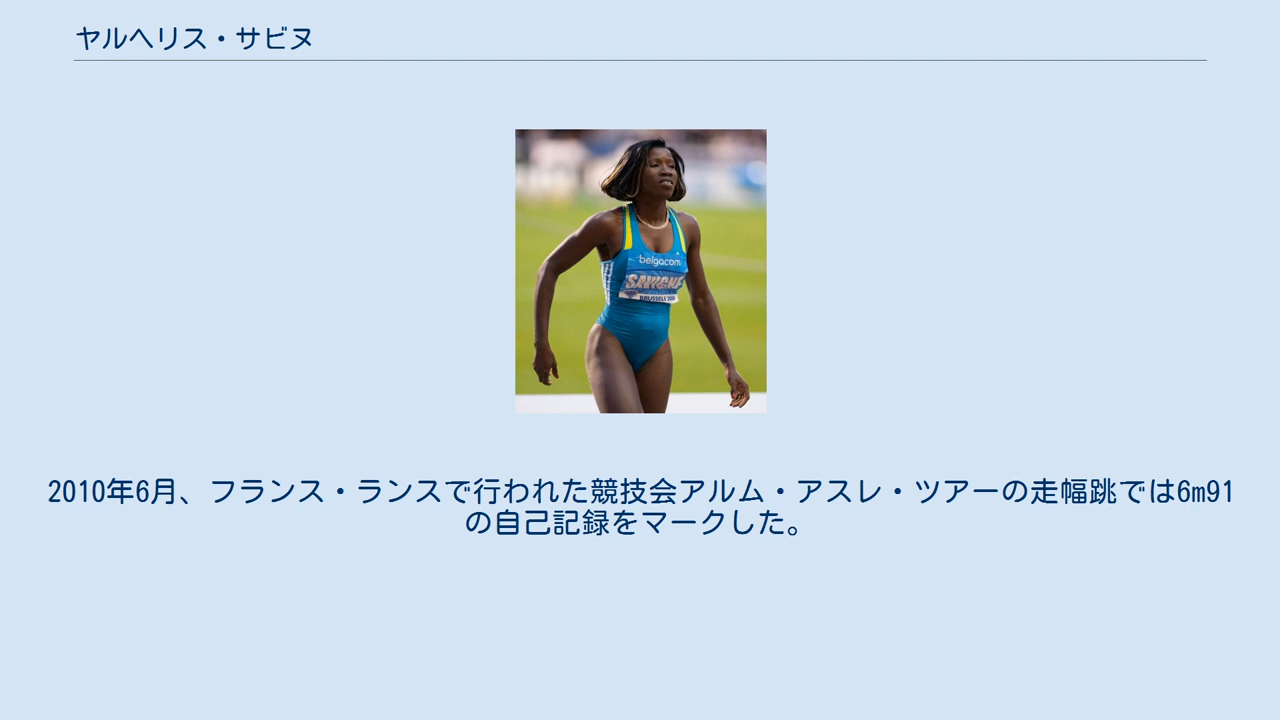 ヤルヘリス・サビヌ
belgacom
SAVIGNE
BRUSSELS
2010年6月、フランス・ランスで行われた競技会アルム・アスレ・ツアーの走幅跳では6m91
の自己記録をマークした。